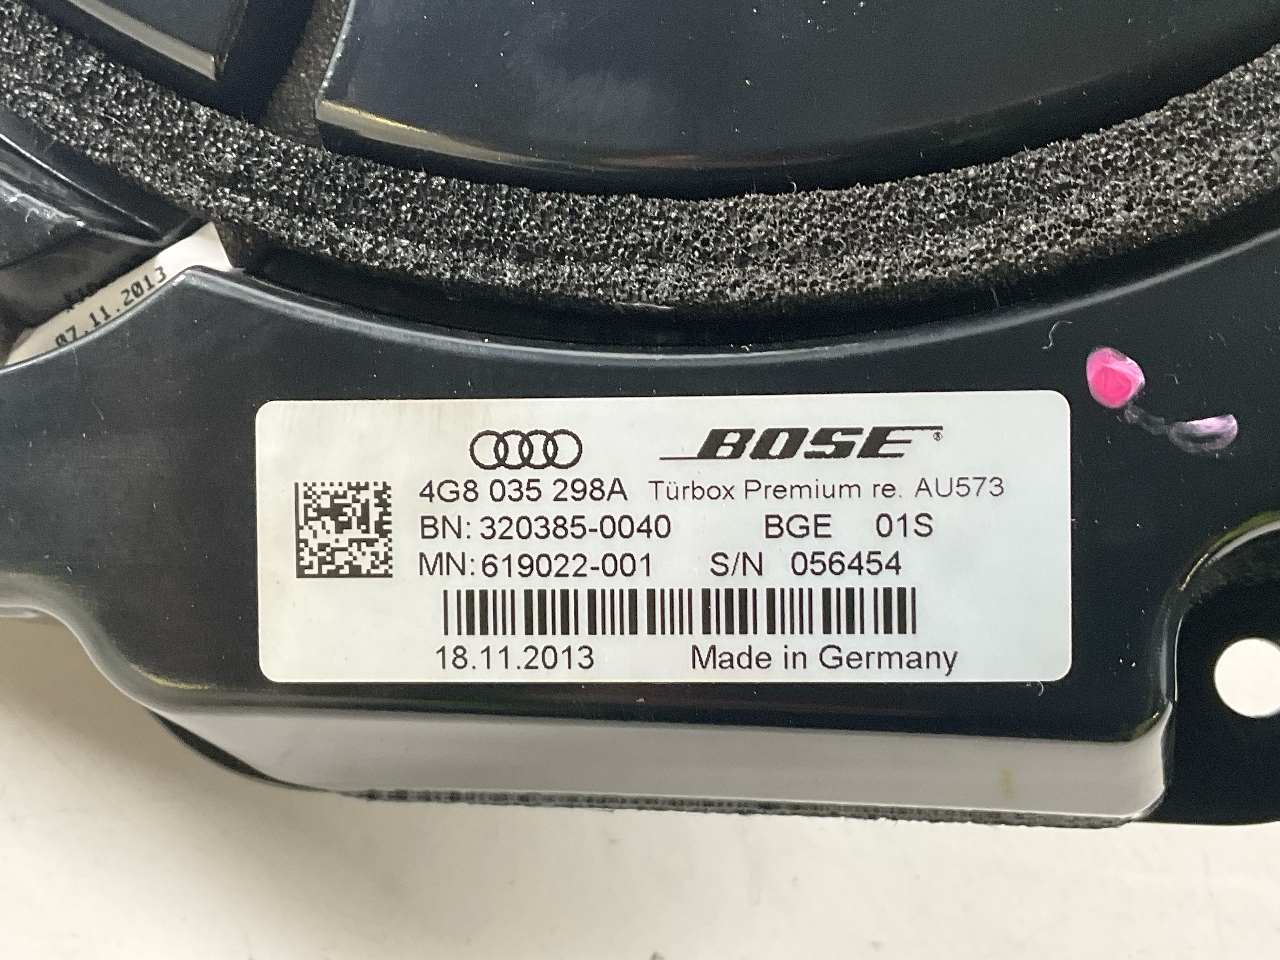 07.11.2013
BOSE®
4G8 035 298A Türbox Premium re. AU573
BN: 320385-0040 BGE 01S
MN: 619022-001 S/N 056454
18.11.2013 Made in Germany